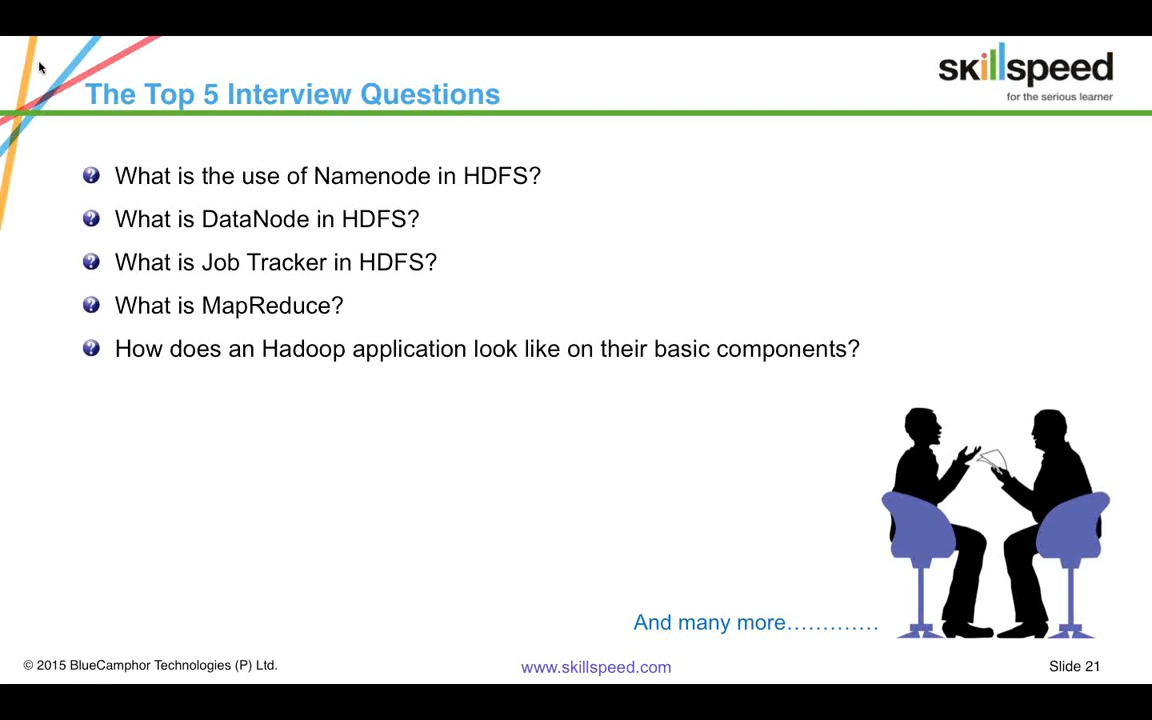 skillspeed
for the serious learner
The Top 5 Interview Questions
What is the use of Namenode in HDFS?
What is DataNode in HDFS?
What is Job Tracker in HDFS?
What is MapReduce?
How does an Hadoop application look like on their basic components?
And many more………….
© 2015 BlueCamphor Technologies (P) Ltd.
www.skillspeed.com
Slide 21